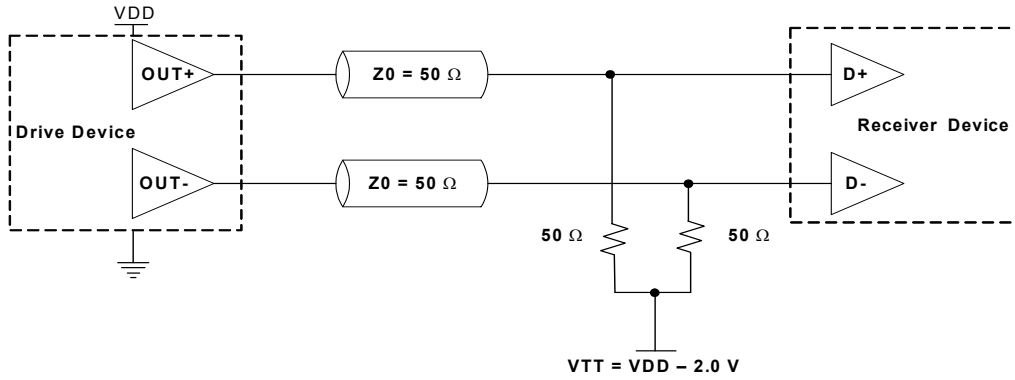 VDD
OUT+
Z0 = 50 Ω
D+
Drive Device
Receiver Device
OUT-
Z0 = 50 Ω
D-
50 Ω
50 Ω
VTT = VDD – 2.0 V